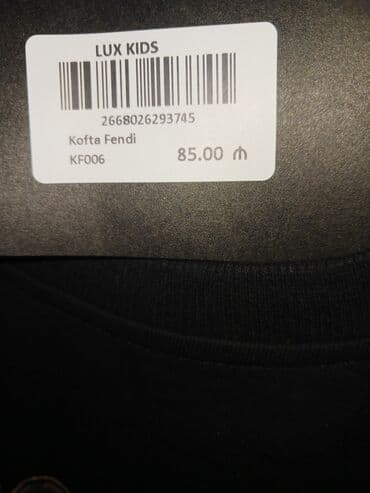 LUX KIDS
2668026293745
Kofta Fendi
KF006 85.00 ₼